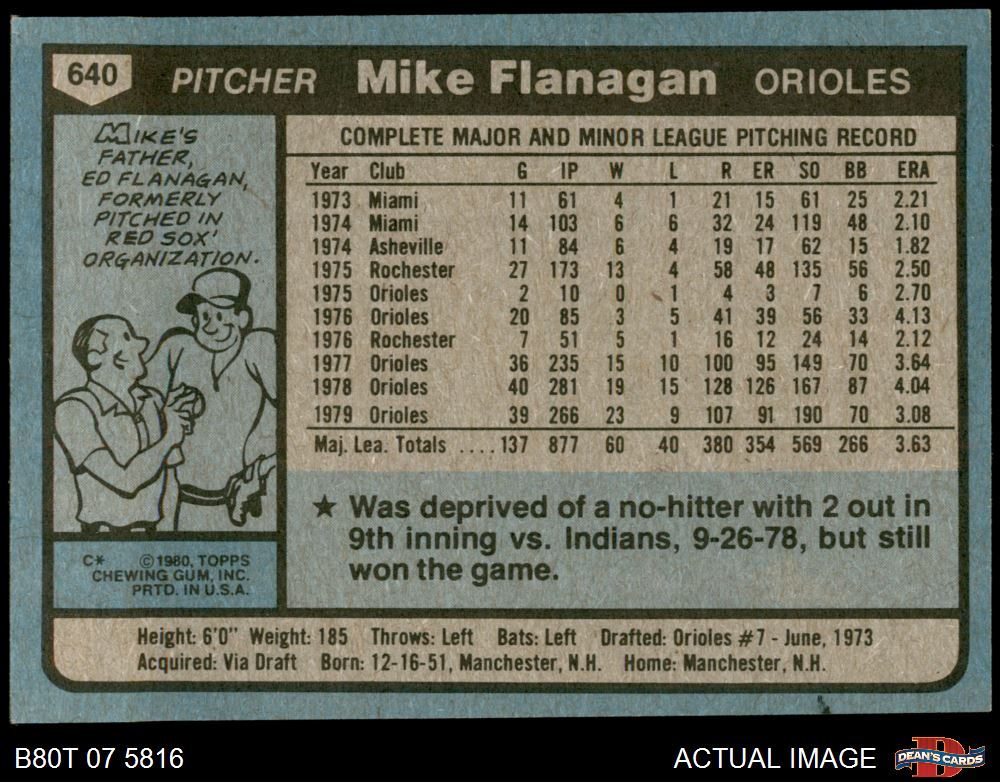 640 PITCHER Mike Flanagan ORIOLES
MIKE'S
FATHER,
ED FLANAGAN,
FORMERLY
PITCHED IN
RED SOX'
ORGANIZATION.
COMPLETE MAJOR AND MINOR LEAGUE PITCHING RECORD
Year Club G IP W L R ER SO BB ERA
1973 Miami 11 61 4 1 21 15 61 25 2.21
1974 Miami 14 103 6 6 32 24 119 48 2.10
1974 Asheville 11 84 6 4 19 17 62 15 1.82
1975 Rochester 27 173 13 4 58 48 135 56 2.50
1975 Orioles 2 10 0 1 4 3 7 6 2.70
1976 Orioles 20 85 3 5 41 39 56 33 4.13
1976 Rochester 7 51 5 1 16 12 24 14 2.12
1977 Orioles 36 235 15 10 100 95 149 70 3.64
1978 Orioles 40 281 19 15 128 126 167 87 4.04
1979 Orioles 39 266 23 9 107 91 190 70 3.08
Maj. Lea. Totals ....137 877 60 40 380 354 569 266 3.63
★ Was deprived of a no-hitter with 2 out in
9th inning vs. Indians, 9-26-78, but still
won the game.
C* ©1980, TOPPS
CHEWING GUM, INC.
PRTD. IN U.S.A.
Height: 6'0" Weight: 185 Throws: Left Bats: Left Drafted: Orioles #7 - June, 1973
Acquired: Via Draft Born: 12-16-51, Manchester, N.H. Home: Manchester, N.H.
B80T 07 5816 ACTUAL IMAGE DEAN'S CARDS